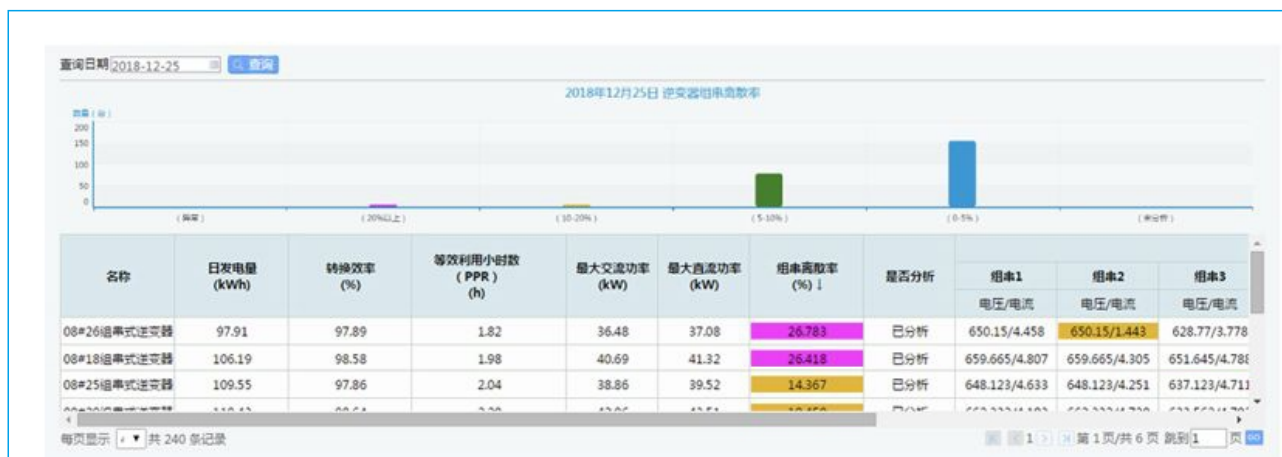 查询日期 2018-12-25 查询
2018年12月25日 逆变器组串离散率
数量（台）
200
150
100
50
0
（异常） （20%以上） （10-20%） （5-10%） （0-5%） （未分析）
名称 日发电量(kWh) 转换效率(%) 等效利用小时数（PPR）(h) 最大交流功率(kW) 最大直流功率(kW) 组串离散率(%)↓ 是否分析 组串1 组串2 组串3
电压/电流 电压/电流 电压/电流
08#26组串式逆变器 97.91 97.89 1.82 36.48 37.08 26.783 已分析 650.15/4.458 650.15/1.443 628.77/3.778
08#18组串式逆变器 106.19 98.58 1.98 40.69 41.32 26.418 已分析 659.665/4.807 659.665/4.305 651.645/4.788
08#25组串式逆变器 109.55 97.86 2.04 38.86 39.52 14.367 已分析 648.123/4.633 648.123/4.251 637.123/4.711
每页显示 共 240 条记录 1 第 1 页/共 6 页 跳到 1 页 GO